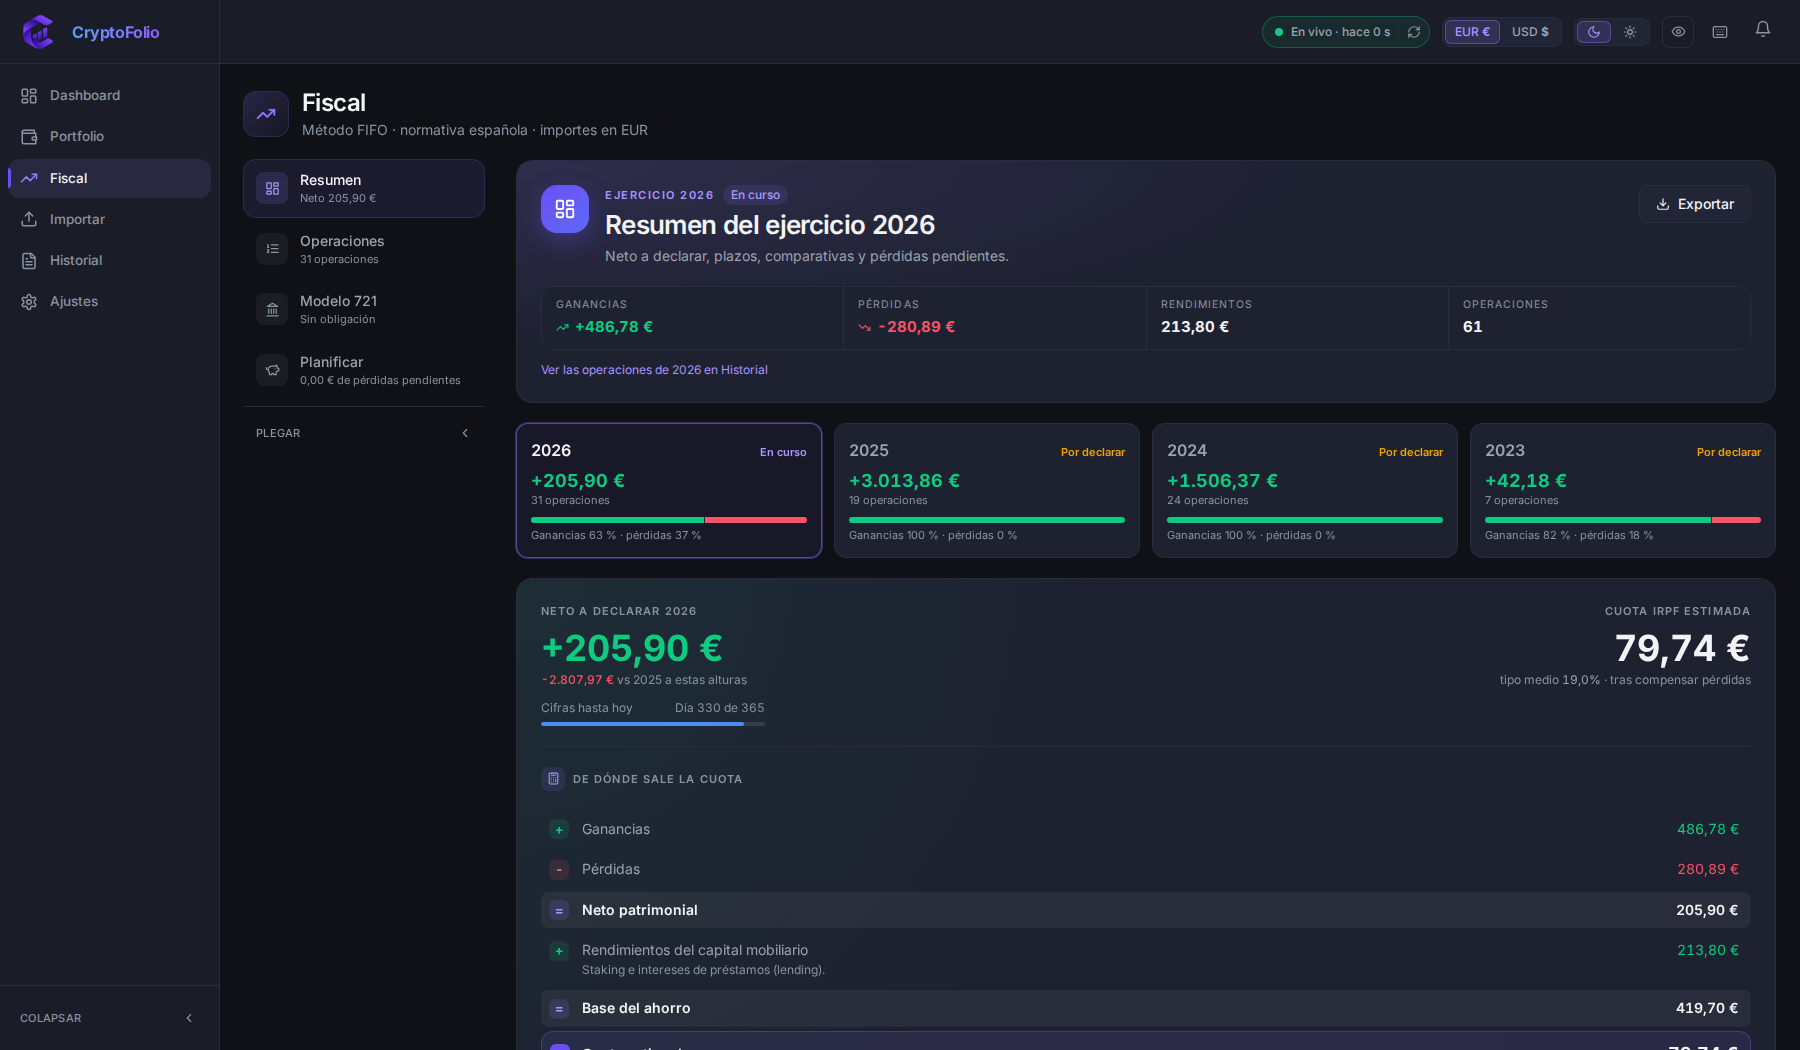 CryptoFolio
En vivo · hace 0 s
EUR €
USD $
Dashboard
Portfolio
Fiscal
Importar
Historial
Ajustes
COLAPSAR
Fiscal
Método FIFO · normativa española · importes en EUR
Resumen
Neto 205,90 €
Operaciones
31 operaciones
Modelo 721
Sin obligación
Planificar
0,00 € de pérdidas pendientes
PLEGAR
EJERCICIO 2026 En curso
Resumen del ejercicio 2026
Neto a declarar, plazos, comparativas y pérdidas pendientes.
Exportar
GANANCIAS
+486,78 €
PÉRDIDAS
-280,89 €
RENDIMIENTOS
213,80 €
OPERACIONES
61
Ver las operaciones de 2026 en Historial
2026 En curso
+205,90 €
31 operaciones
Ganancias 63 % · pérdidas 37 %
2025 Por declarar
+3.013,86 €
19 operaciones
Ganancias 100 % · pérdidas 0 %
2024 Por declarar
+1.506,37 €
24 operaciones
Ganancias 100 % · pérdidas 0 %
2023 Por declarar
+42,18 €
7 operaciones
Ganancias 82 % · pérdidas 18 %
NETO A DECLARAR 2026
+205,90 €
-2.807,97 € vs 2025 a estas alturas
Cifras hasta hoy Día 330 de 365
CUOTA IRPF ESTIMADA
79,74 €
tipo medio 19,0% · tras compensar pérdidas
DE DÓNDE SALE LA CUOTA
+ Ganancias 486,78 €
- Pérdidas 280,89 €
= Neto patrimonial 205,90 €
+ Rendimientos del capital mobiliario 213,80 €
Staking e intereses de préstamos (lending).
= Base del ahorro 419,70 €